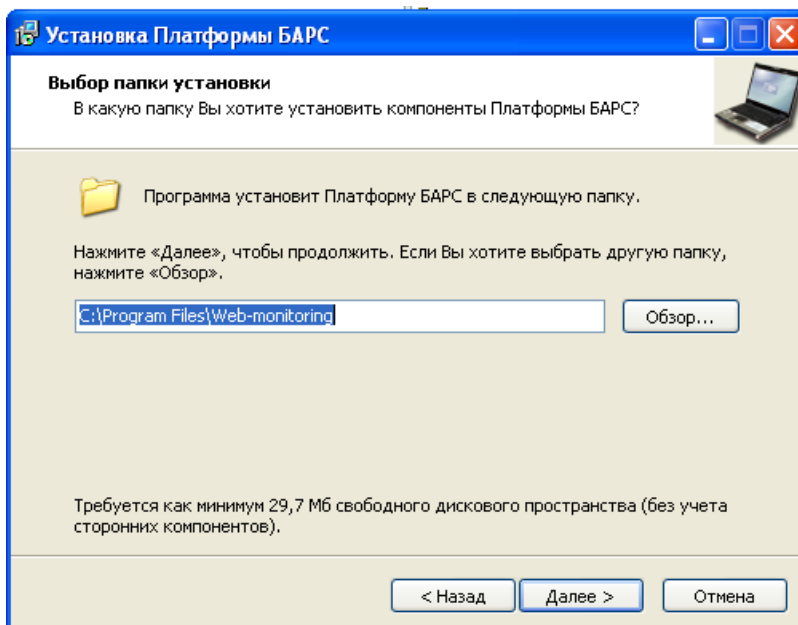 Установка Платформы БАРС
Выбор папки установки
В какую папку Вы хотите установить компоненты Платформы БАРС?
Программа установит Платформу БАРС в следующую папку.
Нажмите «Далее», чтобы продолжить. Если Вы хотите выбрать другую папку,
нажмите «Обзор».
C:\Program Files\Web-monitoring
Обзор...
Требуется как минимум 29,7 Мб свободного дискового пространства (без учета
сторонних компонентов).
< Назад
Далее >
Отмена